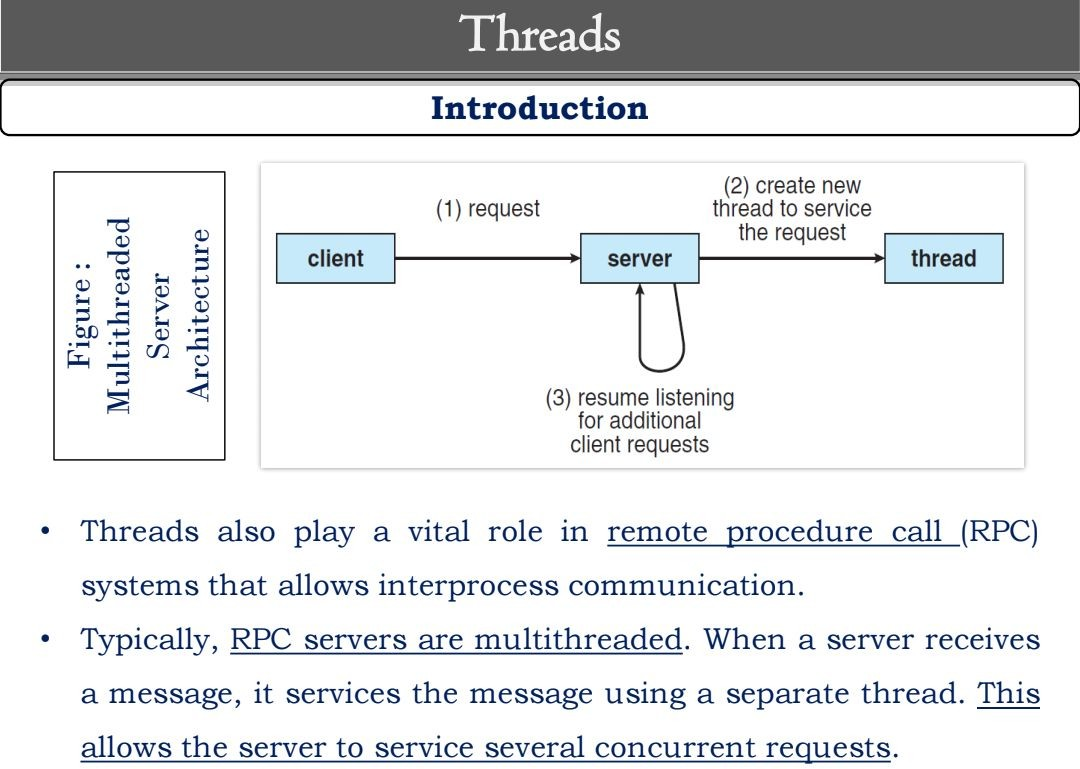 Threads
Introduction
Figure :
Multithreaded
Server
Architecture
(1) request
(2) create new
thread to service
the request
client
server
thread
(3) resume listening
for additional
client requests
• Threads also play a vital role in remote procedure call (RPC)
systems that allows interprocess communication.
• Typically, RPC servers are multithreaded. When a server receives
a message, it services the message using a separate thread. This
allows the server to service several concurrent requests.